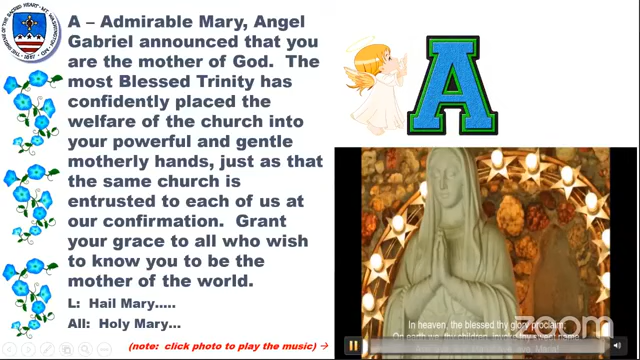 A – Admirable Mary, Angel
Gabriel announced that you
are the mother of God.  The
most Blessed Trinity has
confidently placed the
welfare of the church into
your powerful and gentle
motherly hands, just as that
the same church is
entrusted to each of us at
our confirmation.  Grant
your grace to all who wish
to know you to be the
mother of the world.
L:  Hail Mary…..
All:  Holy Mary…
(note:  click photo to play the music) →
A
In heaven, the blessed thy glory proclaim;
zoom